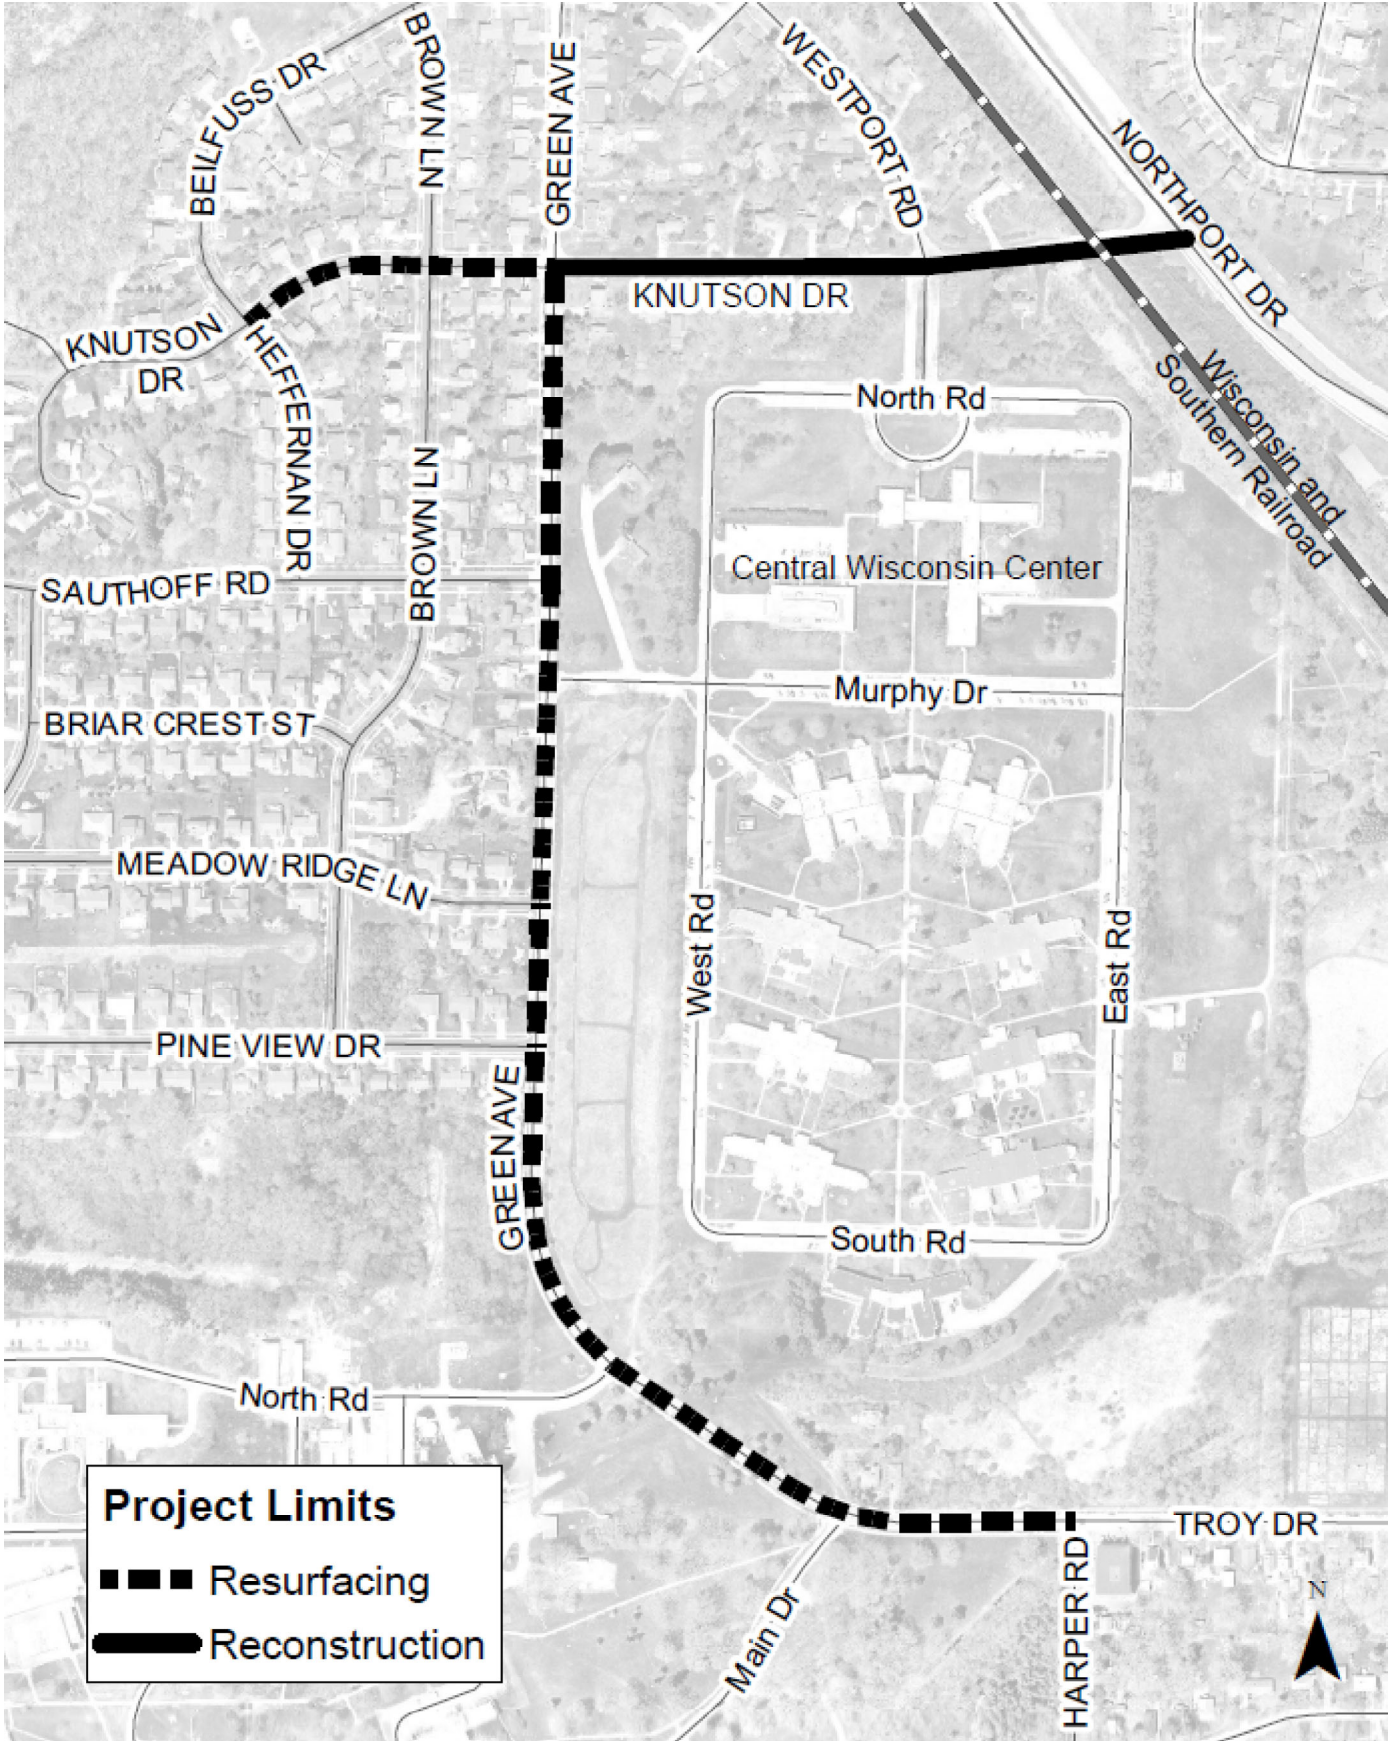 BROWN LN
GREEN AVE
WESTPORT RD
BEILFUSS DR
NORTHPORT DR
KNUTSON DR
KNUTSON
DR
HEFFERNAN DR
Wisconsin and
Southern Railroad
North Rd
BROWN LN
Central Wisconsin Center
SAUTHOFF RD
Murphy Dr
BRIAR CREST ST
MEADOW RIDGE LN
West Rd
East Rd
PINE VIEW DR
GREEN AVE
South Rd
North Rd
Project Limits
Resurfacing
Reconstruction
TROY DR
HARPER RD
Main Dr
N